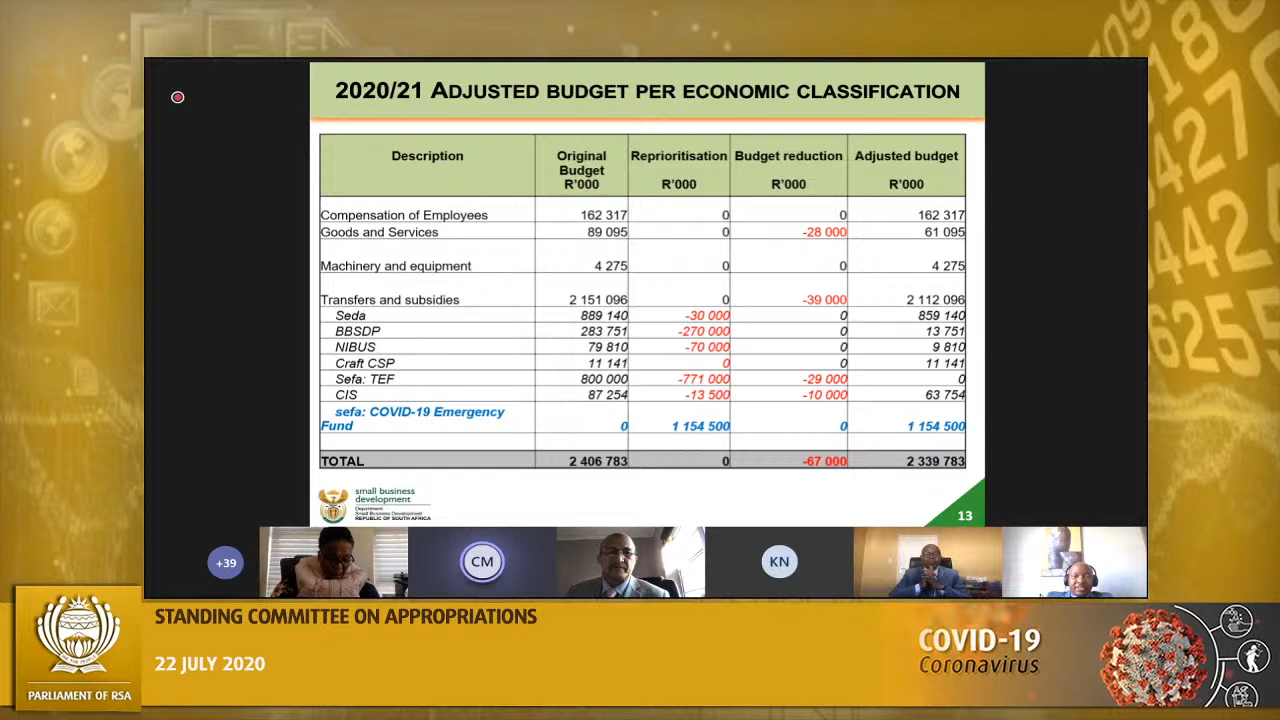 2020/21 ADJUSTED BUDGET PER ECONOMIC CLASSIFICATION
Description Original Budget R'000 Reprioritisation R'000 Budget reduction R'000 Adjusted budget R'000
Compensation of Employees 162 317 0 0 162 317
Goods and Services 89 095 0 -28 000 61 095
Machinery and equipment 4 275 0 0 4 275
Transfers and subsidies 2 151 096 0 -39 000 2 112 096
Seda 889 140 -30 000 0 859 140
BBSDP 283 751 -270 000 0 13 751
NIBUS 79 810 -70 000 0 9 810
Craft CSP 11 141 0 0 11 141
Sefa: TEF 800 000 -771 000 -29 000 0
CIS 87 254 -13 500 -10 000 63 754
sefa: COVID-19 Emergency
Fund 0 1 154 500 0 1 154 500
TOTAL 2 406 783 0 -67 000 2 339 783
small business
development
Department:
Small Business Development
REPUBLIC OF SOUTH AFRICA
13
+39
CM
KN
STANDING COMMITTEE ON APPROPRIATIONS
22 JULY 2020
PARLIAMENT OF RSA
COVID-19
Coronavirus